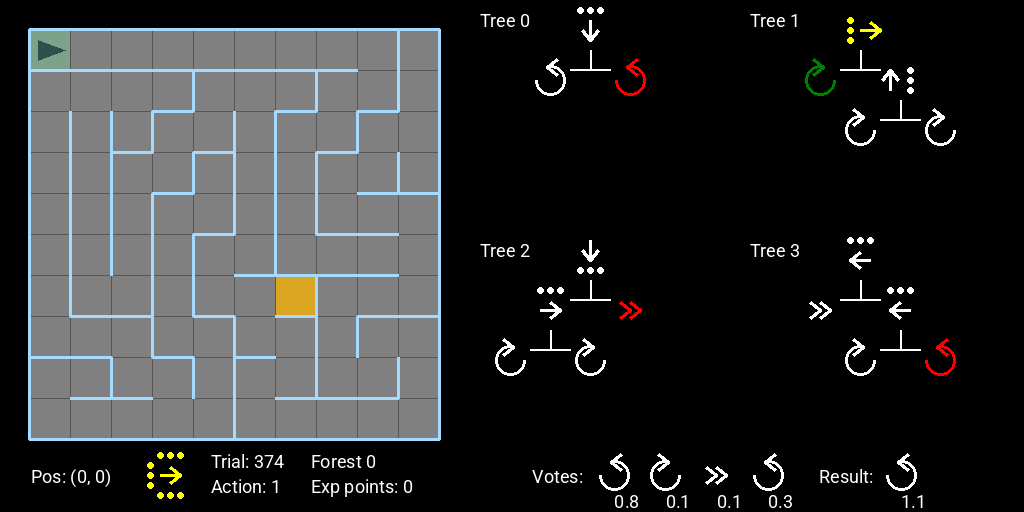 Tree 0
Tree 1
Tree 2
Tree 3
Pos: (0, 0)
Trial: 374
Forest 0
Action: 1
Exp points: 0
Votes:
0.8
0.1
0.1
0.3
Result:
1.1